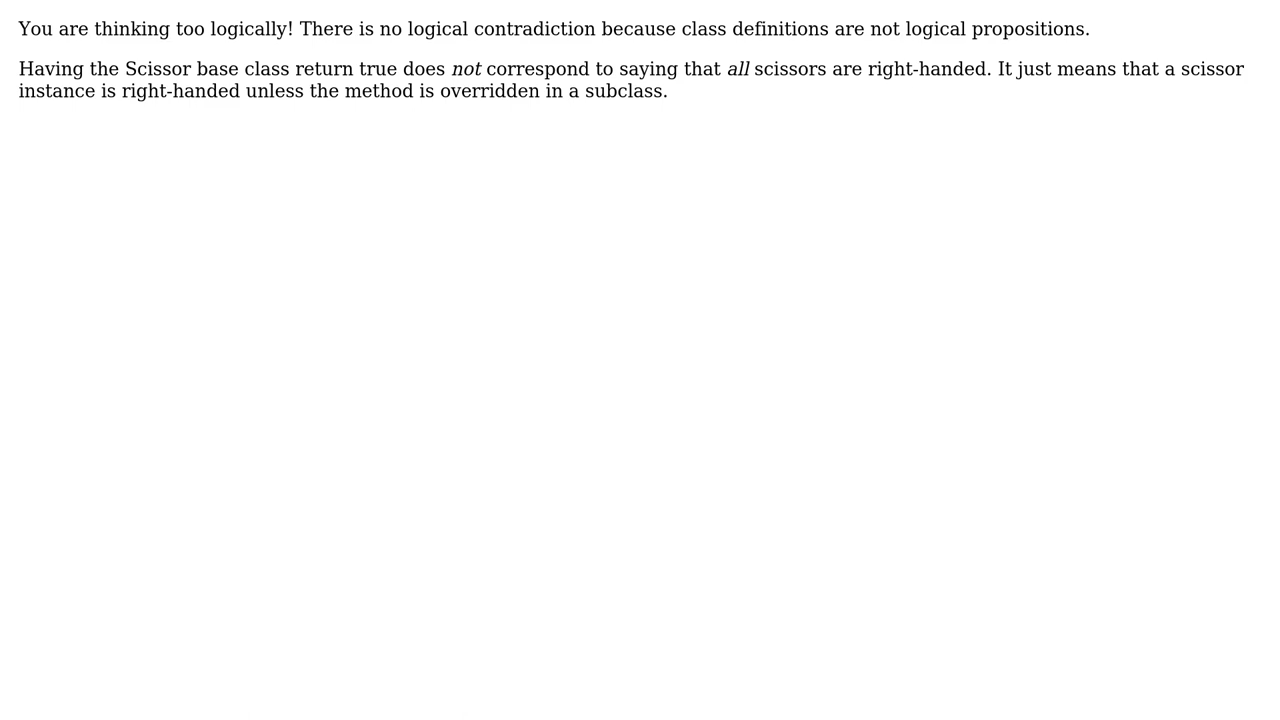 You are thinking too logically! There is no logical contradiction because class definitions are not logical propositions.
Having the Scissor base class return true does not correspond to saying that all scissors are right-handed. It just means that a scissor
instance is right-handed unless the method is overridden in a subclass.